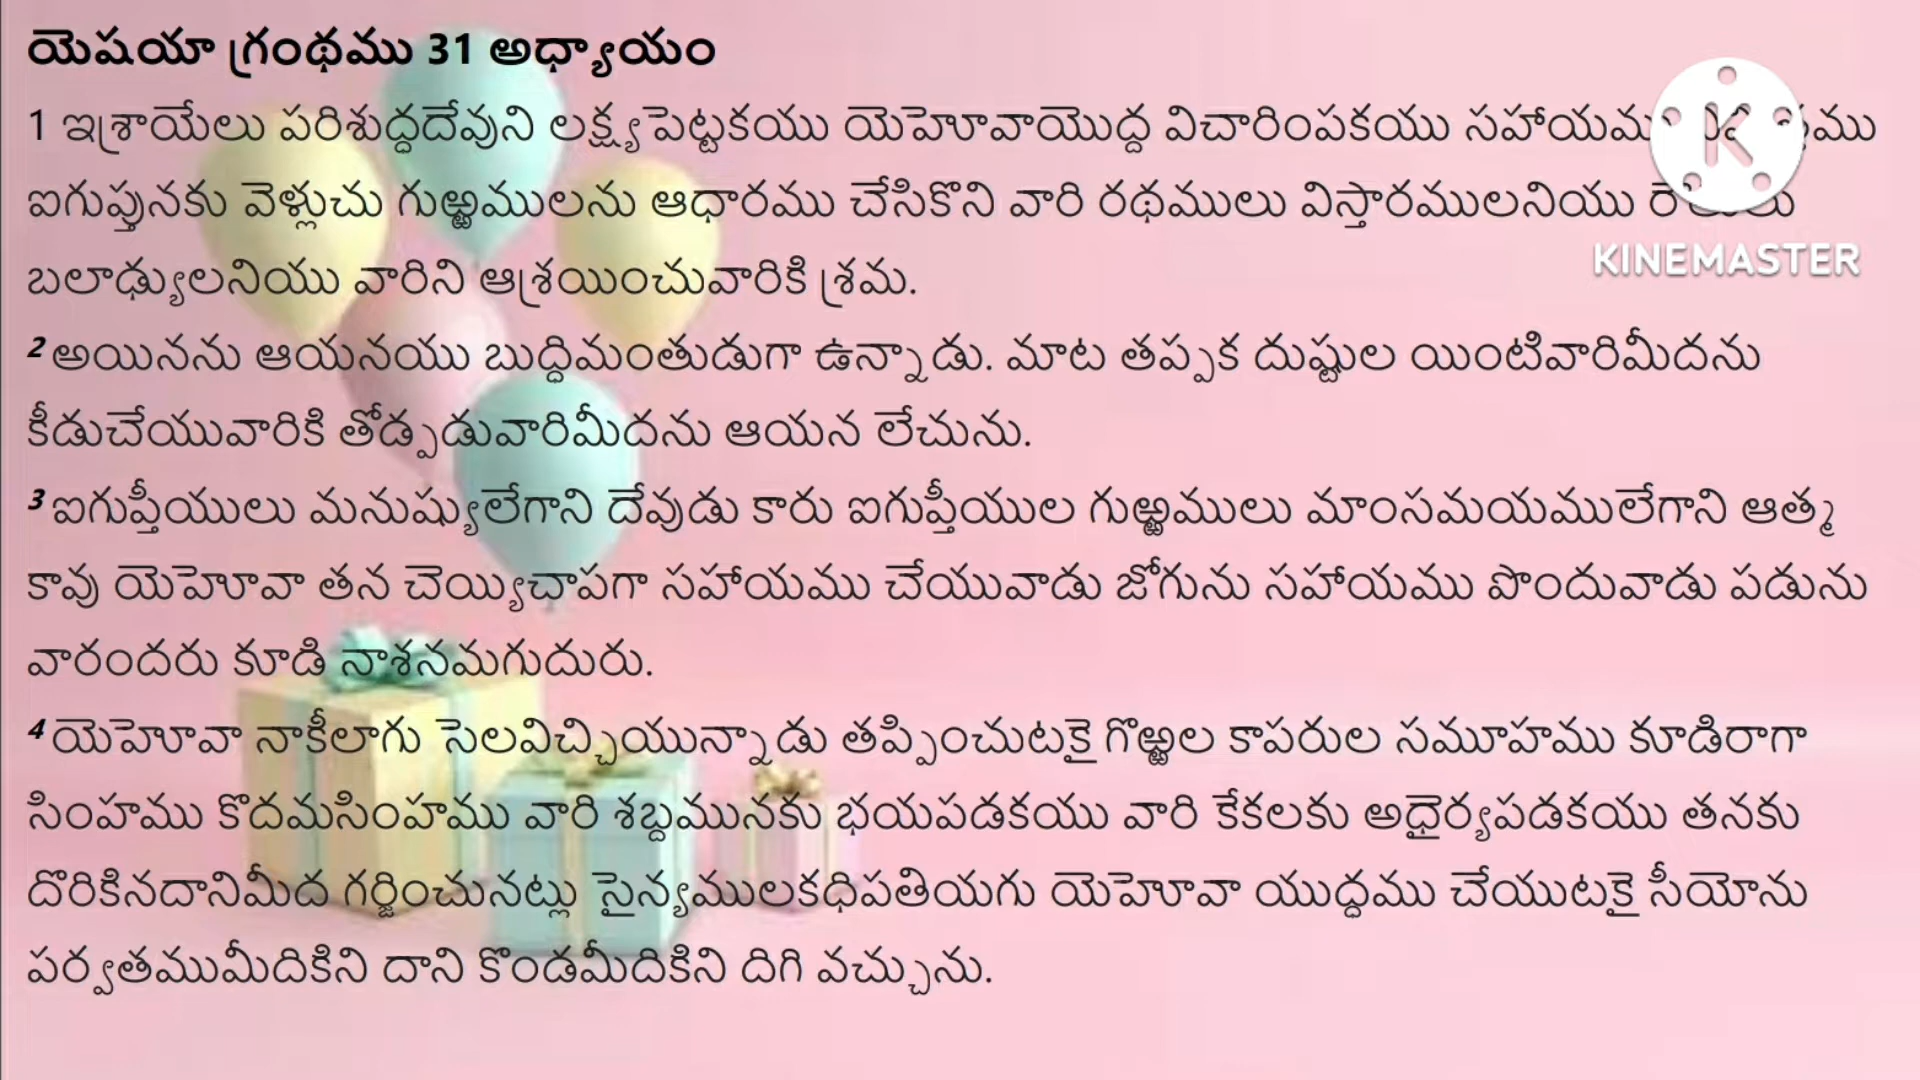 యెషయా గ్రంథము 31 అధ్యాయం
1 ఇశ్రాయేలు పరిశుద్ధదేవుని లక్ష్యపెట్టకయు యెహోవాయొద్ద విచారింపకయు
ఐగుప్తునకు వెళ్లుచు గుఱ్ఱములను ఆధారము చేసికొని వారి రథములు విస్తారములనియు
KINEMASTER
బలాఢ్యులనియు వారిని ఆశ్రయించువారికి శ్రమ.
2 అయినను ఆయనయు బుద్ధిమంతుడుగా ఉన్నాడు. మాట తప్పక దుష్టుల యింటివారిమీదను
కీడుచేయువారికి తోడ్పడువారిమీదను ఆయన లేచును.
3 ఐగుప్తీయులు మనుష్యులేగాని దేవుడు కారు ఐగుప్తీయుల గుఱ్ఱములు మాంసమయములేగాని ఆత్మ
కావు యెహోవా తన చెయ్యిచాపగా సహాయము చేయువాడు జోగును సహాయము పొందువాడు పడును
వారందరు కూడి నాశనమగుదురు.
4 యెహోవా నాకీలాగు సెలవిచ్చియున్నాడు తప్పించుటకై గొఱ్ఱెల కాపరుల సమూహము కూడిరాగా
సింహము కొదమసింహము వారి శబ్దమునకు భయపడకయు వారి కేకలకు అధైర్యపడకయు తనకు
దొరికినదానిమీద గర్జించునట్లు సైన్యములకధిపతియగు యెహోవా యుద్ధము చేయుటకై సీయోను
పర్వతముమీదికిని దాని కొండమీదికిని దిగి వచ్చును.